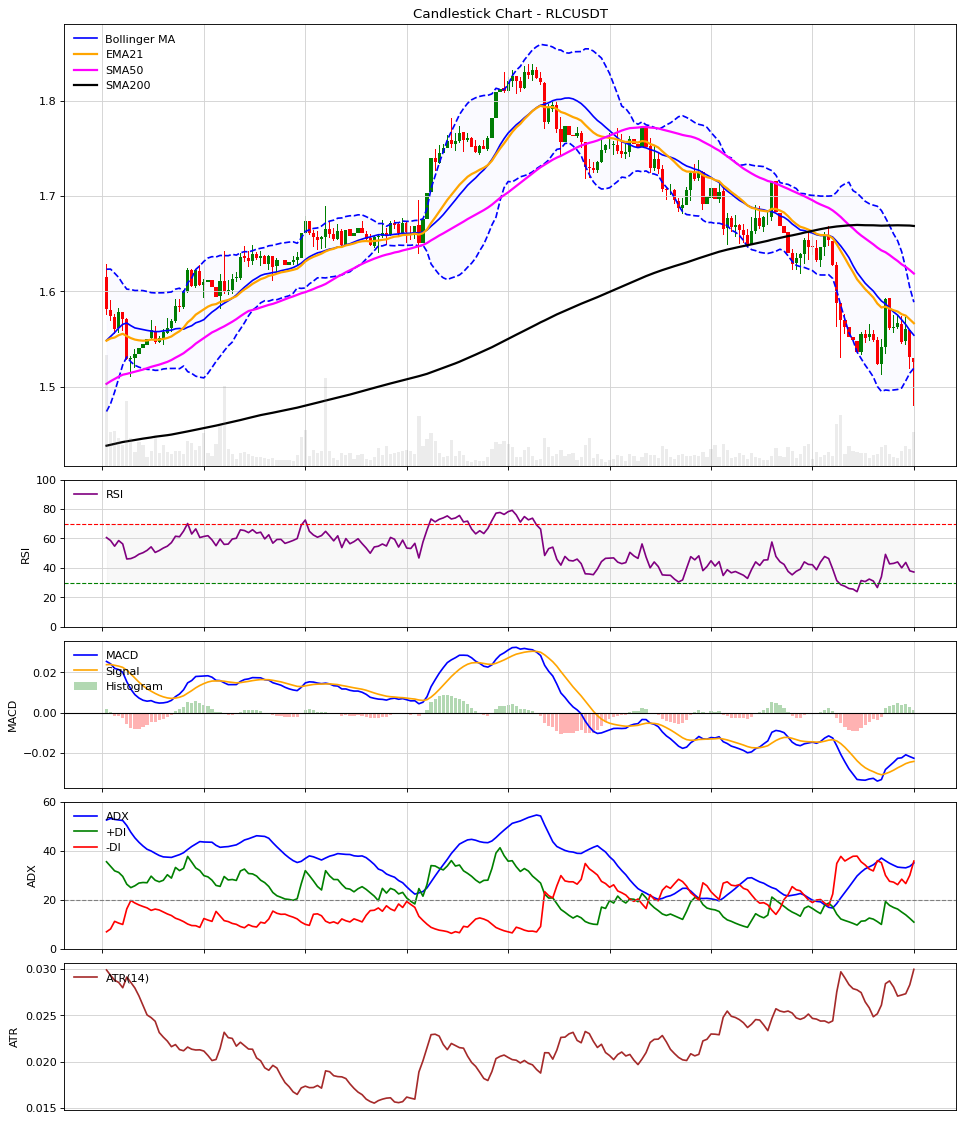 Candlestick Chart - RLCUSDT
Bollinger MA
EMA21
SMA50
SMA200
1.8
1.7
1.6
1.5
RSI
100
80
60
40
20
0
RSI
MACD
Signal
Histogram
0.02
0.00
−0.02
MACD
ADX
+DI
-DI
60
40
20
0
ADX
ATR(14)
0.030
0.025
0.020
0.015
ATR